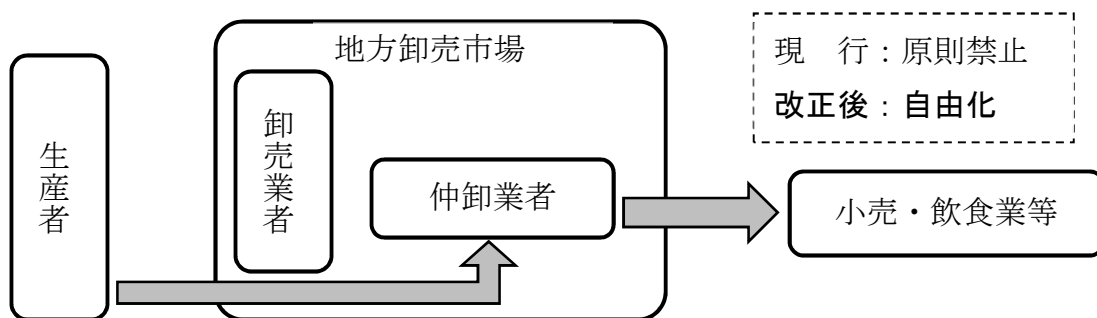 地方卸売市場
現　行：原則禁止
改正後：自由化
生産者
卸売業者
仲卸業者
小売・飲食業等